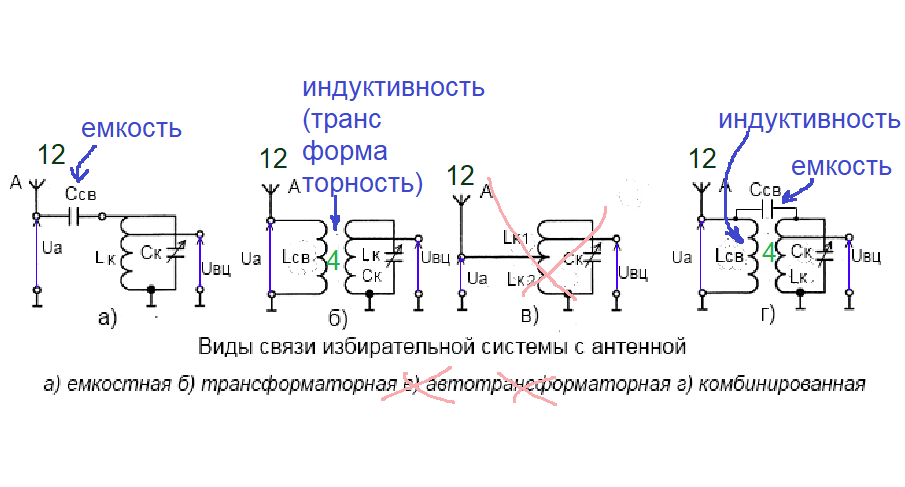 индуктивность
(транс
форма
торность)
емкость
индуктивность
емкость
12
A
Cсв
Uа
Lк
Cк
Uвц
а)
12
A
Uа
Lсв
4
Lк
Cк
Uвц
б)
12
A
Lк1
Lк2
Cк
Uа
Uвц
в)
12
A
Cсв
Uа
Lсв
4
Cк
Lк
Uвц
г)
Виды связи избирательной системы с антенной
а) емкостная б) трансформаторная в) автотрансформаторная г) комбинированная